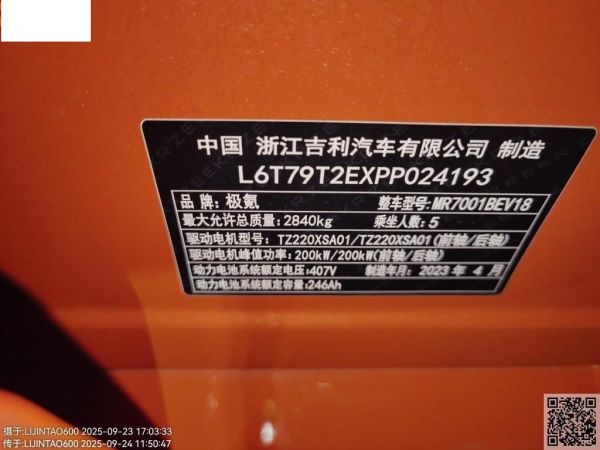 中国 浙江吉利汽车有限公司 制造
L6T79T2EXPP024193
品 牌:极氪 整车型号:MR7001BEV18
最大允许总质量:2840kg 乘坐人数:5
驱动电机型号:TZ220XSA01/TZ220XSA01(前轴/后轴)
驱动电机峰值功率:200kW/200kW(前轴/后轴)
动力电池系统额定电压:407V 制造年月:2023 年 4 月
动力电池系统额定容量:246Ah
摄于:LIJINTAO600 2025-09-23 17:03:33
传于:LIJINTAO600 2025-09-24 11:50:47